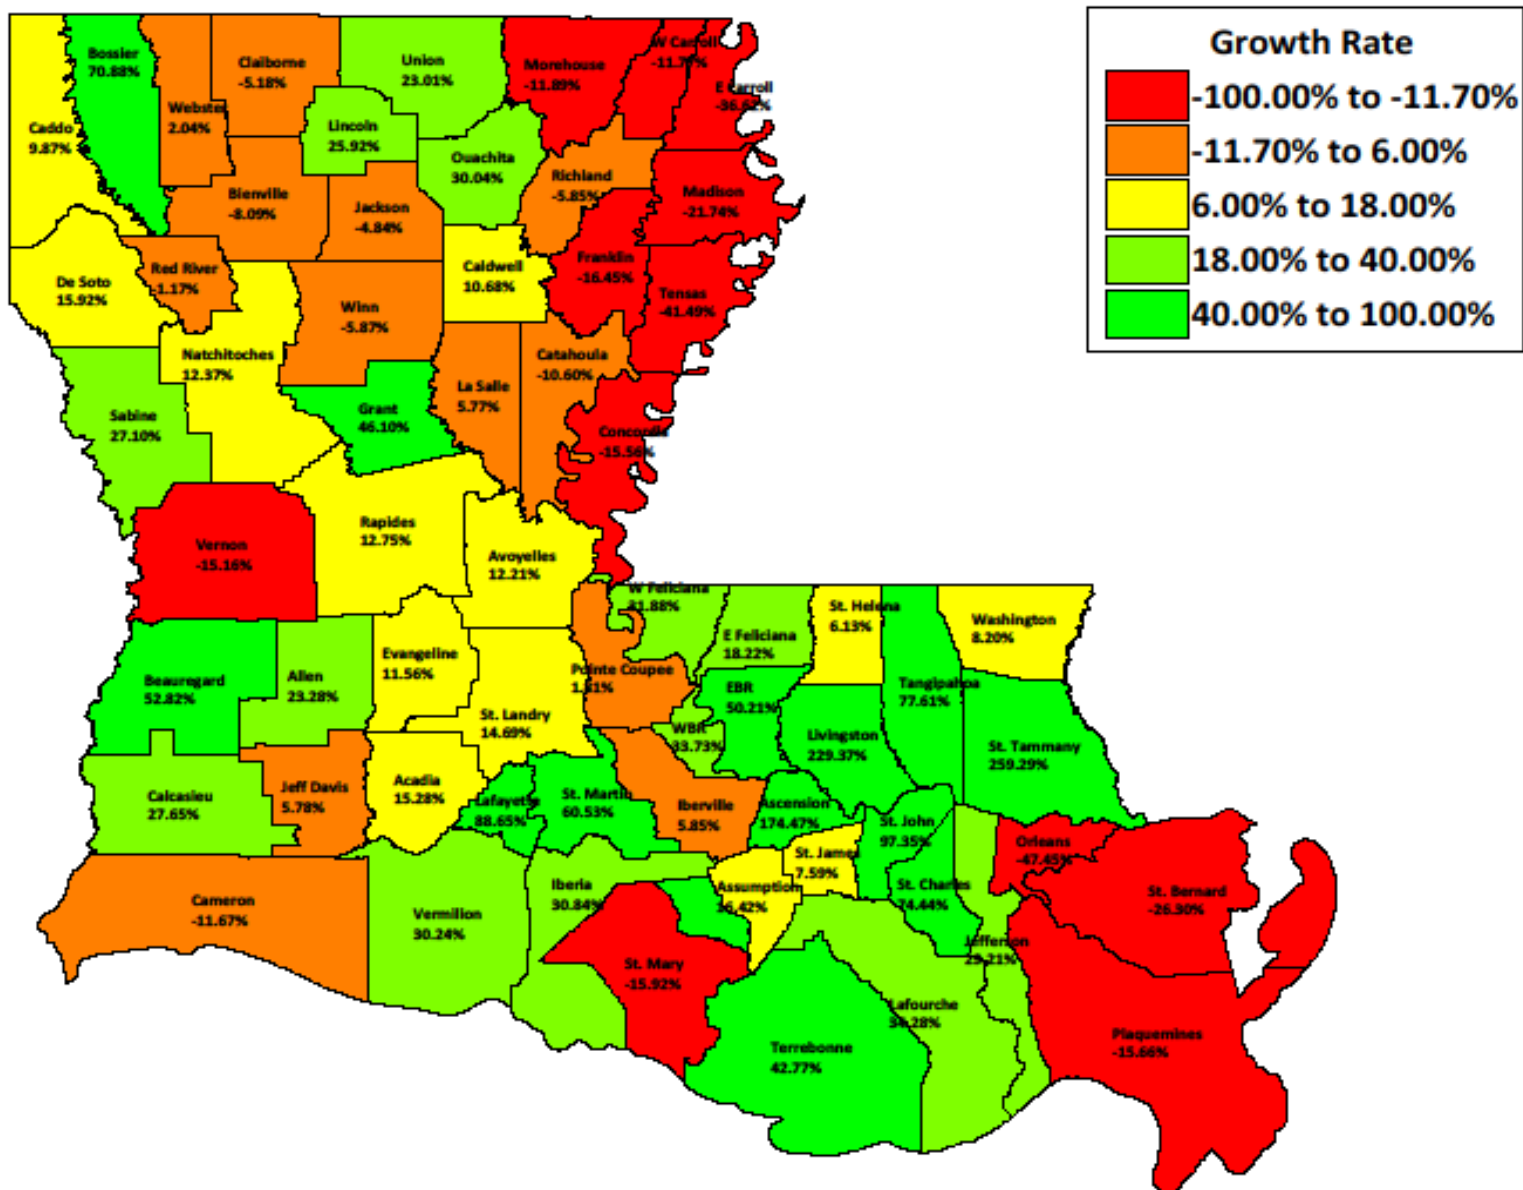 Growth Rate
-100.00% to -11.70%
-11.70% to 6.00%
6.00% to 18.00%
18.00% to 40.00%
40.00% to 100.00%
Bossier
70.88%
Claiborne
-5.18%
Union
23.01%
Morehouse
-11.89%
W Carroll
E Carroll
Caddo
9.87%
Webster
2.04%
Lincoln
25.92%
Ouachita
30.04%
Richland
-5.85%
Madison
-21.74%
Bienville
-8.09%
Jackson
-4.84%
De Soto
15.92%
Red River
-1.17%
Caldwell
10.68%
Franklin
-16.45%
Tensas
-41.49%
Winn
-5.87%
Natchitoches
12.37%
La Salle
5.77%
Catahoula
-10.60%
Sabine
27.10%
Grant
46.10%
Concordia
-15.56%
Vernon
-15.16%
Rapides
12.75%
Avoyelles
12.21%
W Feliciana
E Feliciana
18.22%
St. Helena
6.13%
Washington
8.20%
Beauregard
52.82%
Allen
23.28%
Evangeline
11.56%
St. Landry
14.69%
Pointe Coupee
EBR
50.21%
WBR
33.73%
Livingston
229.37%
Tangipahoa
77.61%
St. Tammany
259.29%
Calcasieu
27.65%
Jeff Davis
5.78%
Acadia
15.28%
Lafayette
88.65%
St. Martin
60.53%
Iberville
5.85%
Ascension
174.47%
St. James
7.59%
St. John
97.35%
St. Charles
74.44%
Orleans
-47.45%
St. Bernard
-26.30%
Cameron
-11.67%
Vermilion
30.24%
Iberia
30.84%
Assumption
St. Mary
-15.92%
Jefferson
Lafourche
Terrebonne
42.77%
Plaquemines
-15.66%